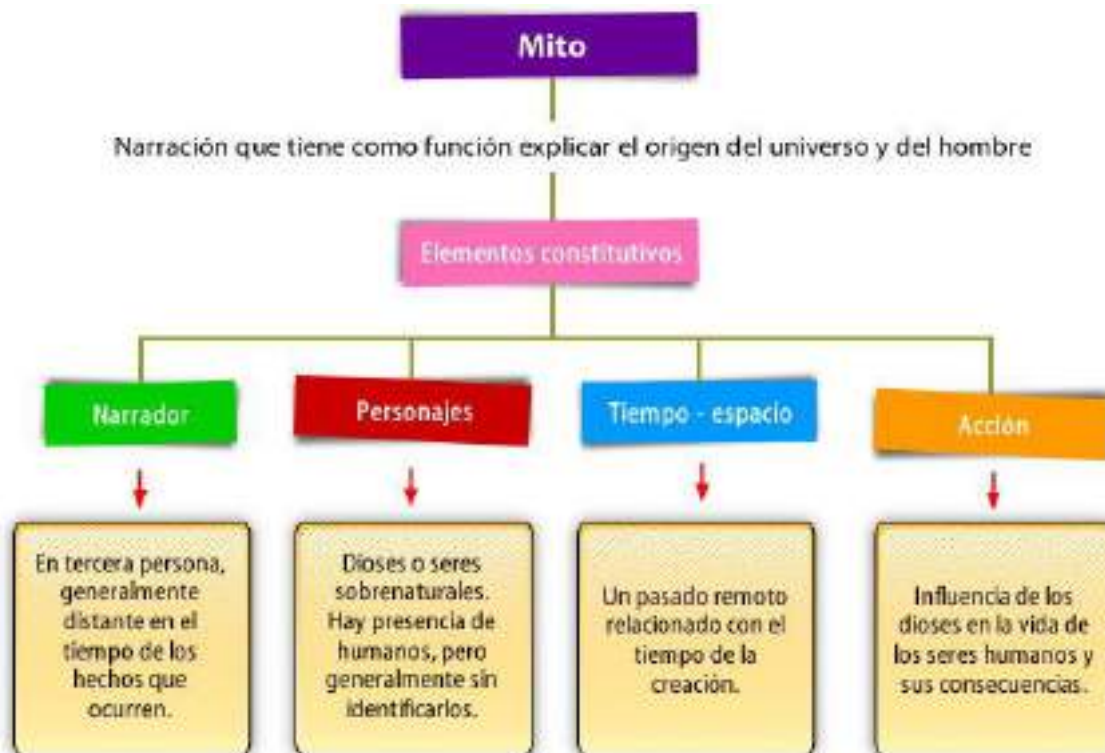 Mito
Narración que tiene como función explicar el origen del universo y del hombre
Elementos constitutivos
Narrador
Personajes
Tiempo - espacio
Acción
En tercera persona,
generalmente
distante en el
tiempo de los
hechos que
ocurren.
Dioses o seres
sobrenaturales.
Hay presencia de
humanos, pero
generalmente sin
identificarlos.
Un pasado remoto
relacionado con el
tiempo de la
creación.
Influencia de los
dioses en la vida de
los seres humanos y
sus consecuencias.